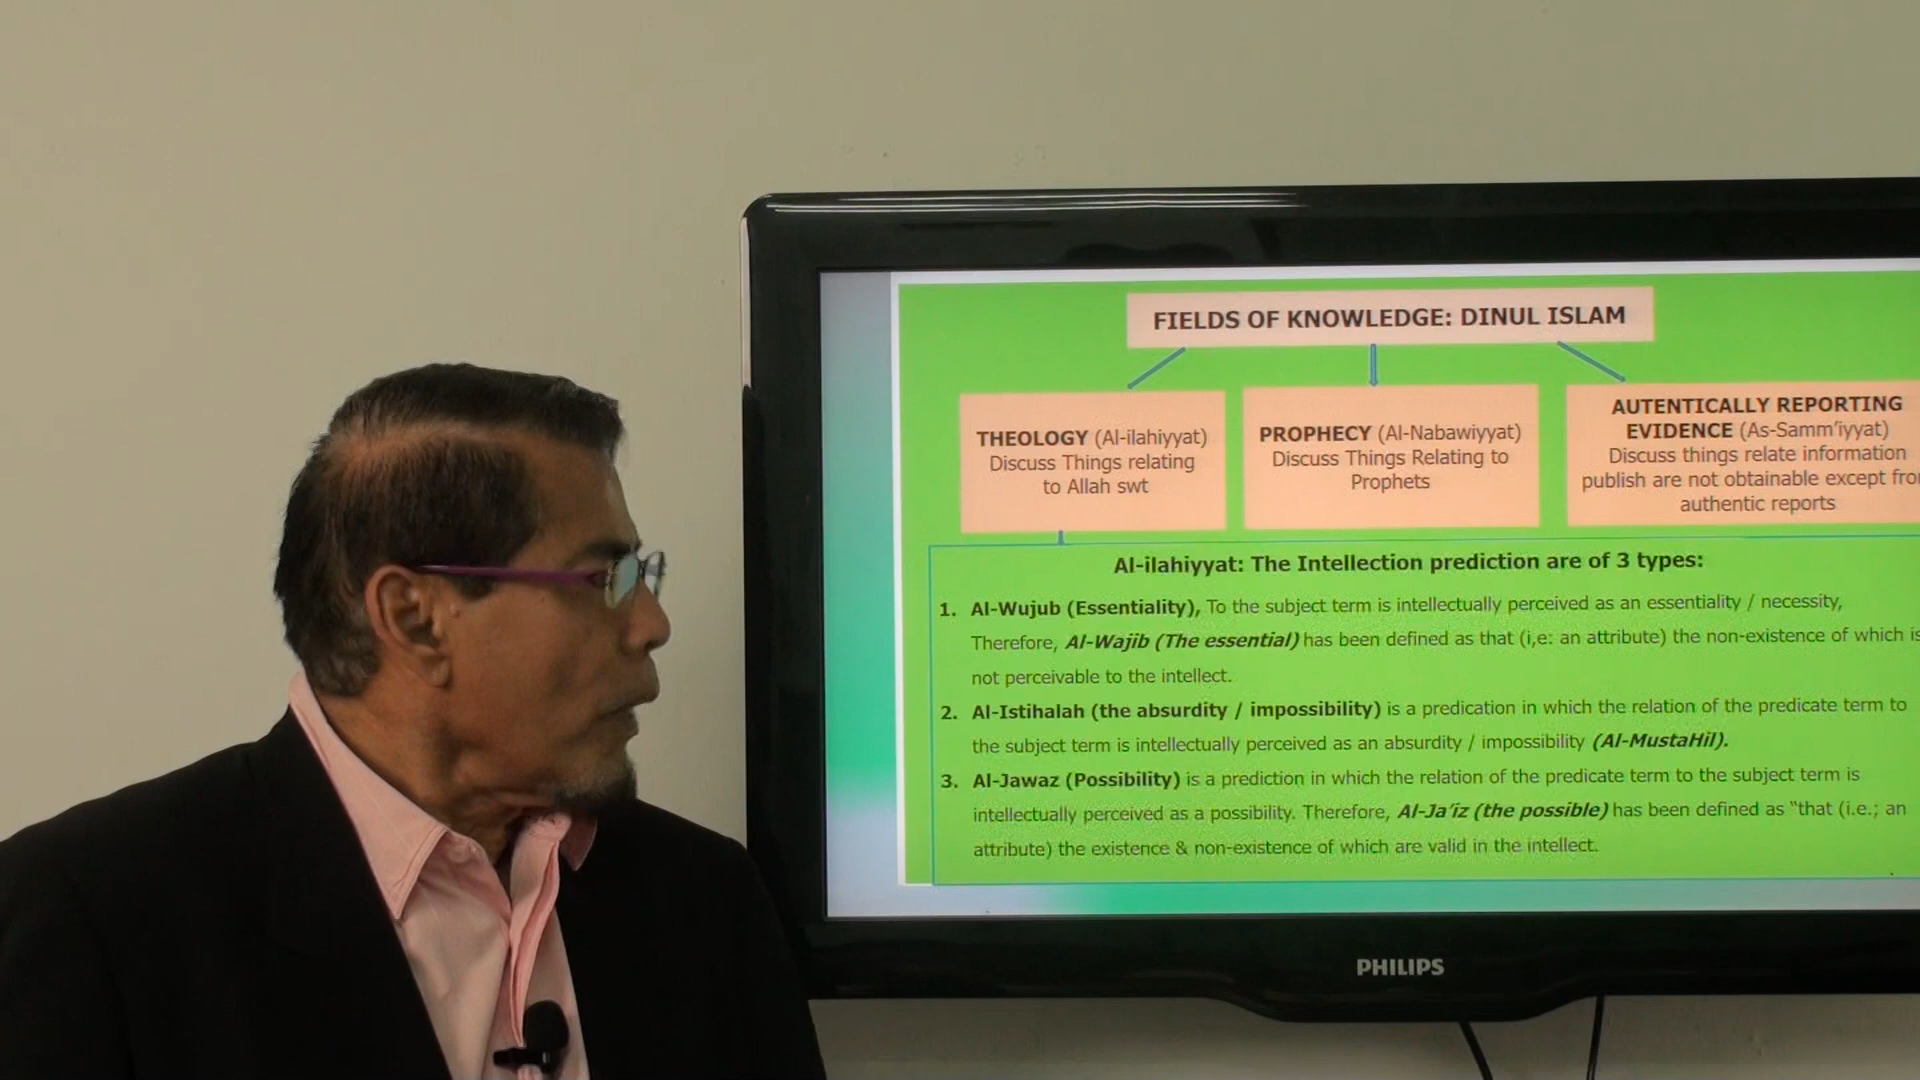 FIELDS OF KNOWLEDGE: DINUL ISLAM
THEOLOGY (Al-ilahiyyat)
Discuss Things relating
to Allah swt
PROPHECY (Al-Nabawiyyat)
Discuss Things Relating to
Prophets
AUTENTICALLY REPORTING
EVIDENCE (As-Samm'iyyat)
Discuss things relate information
publish are not obtainable except
authentic reports
Al-ilahiyyat: The Intellection prediction are of 3 types:
1. Al-Wujub (Essentiality), To the subject term is intellectually perceived as an essentiality / necessity,
Therefore, Al-Wajib (The essential) has been defined as that (i,e: an attribute) the non-existence of which is
not perceivable to the intellect.
2. Al-Istihalah (the absurdity / impossibility) is a predication in which the relation of the predicate term to
the subject term is intellectually perceived as an absurdity / impossibility (Al-MustaHil).
3. Al-Jawaz (Possibility) is a prediction in which the relation of the predicate term to the subject term is
intellectually perceived as a possibility. Therefore, Al-Ja'iz (the possible) has been defined as "that (i.e.; an
attribute) the existence & non-existence of which are valid in the intellect.
PHILIPS